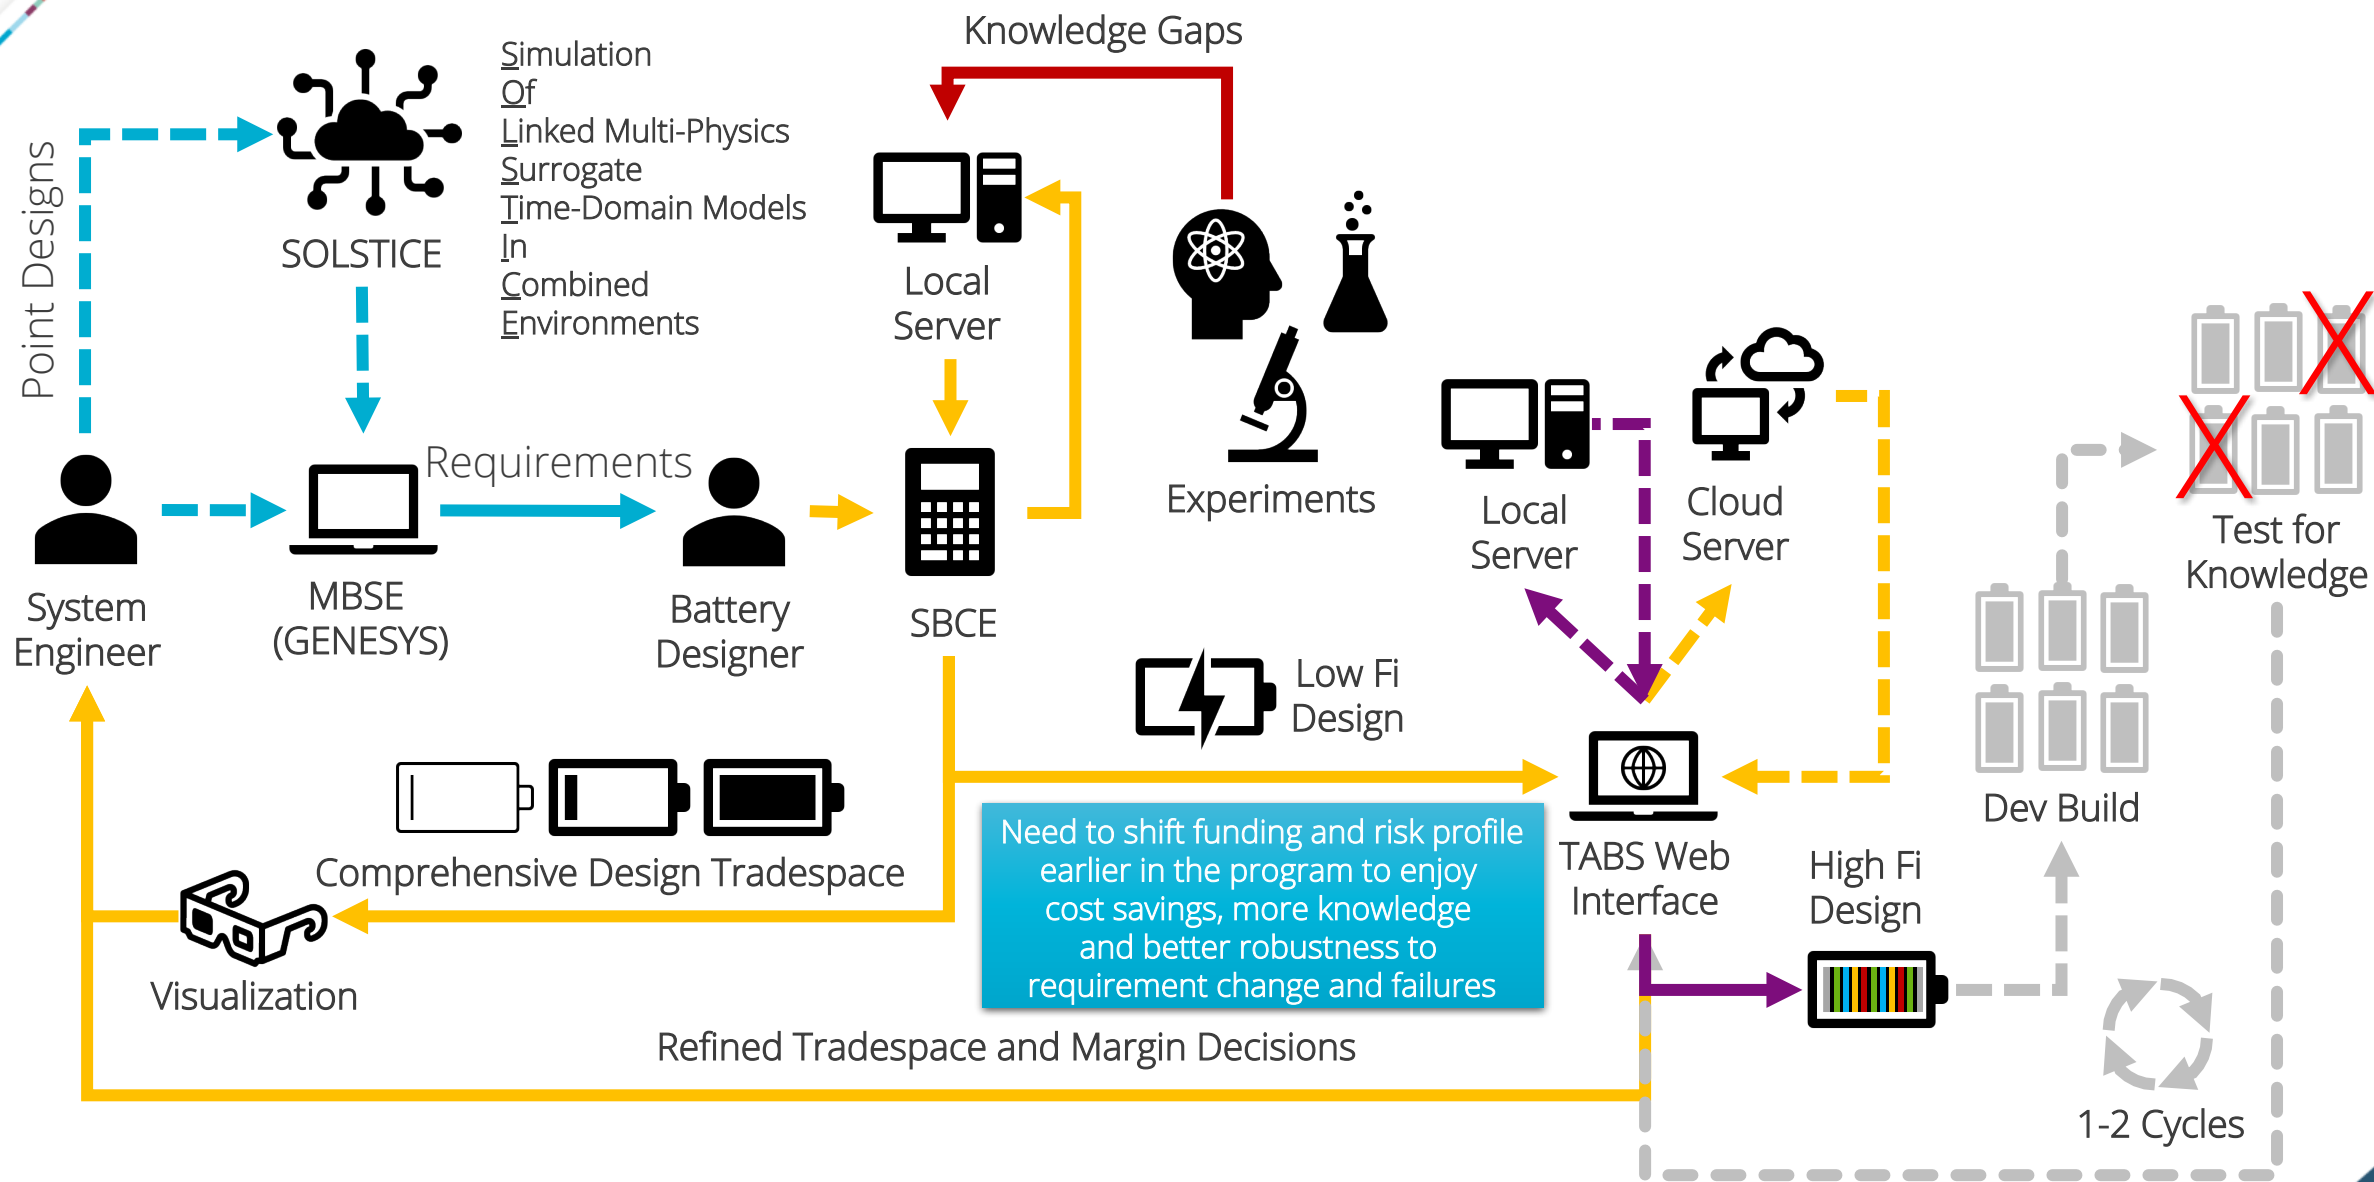 Knowledge Gaps
Simulation
Of
Linked Multi-Physics
Surrogate
Time-Domain Models
In
Combined
Environments
Point Designs
SOLSTICE
Local
Server
Requirements
System
Engineer
MBSE
(GENESYS)
Battery
Designer
SBCE
Experiments
Local
Server
Cloud
Server
Test for
Knowledge
Low Fi
Design
Dev Build
Comprehensive Design Tradespace
Need to shift funding and risk profile
earlier in the program to enjoy
cost savings, more knowledge
and better robustness to
requirement change and failures
TABS Web
Interface
High Fi
Design
Visualization
Refined Tradespace and Margin Decisions
1-2 Cycles